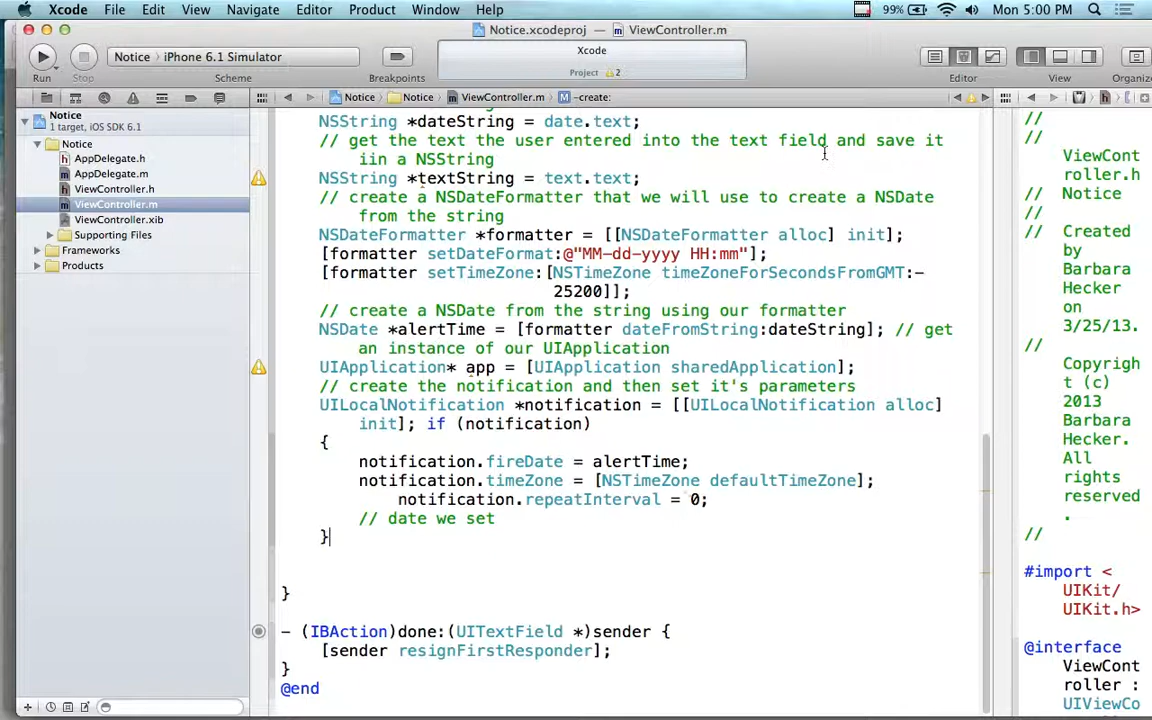 Xcode File Edit View Navigate Editor Product Window Help 99% Mon 5:00 PM
Notice.xcodeproj ViewController.m
Notice iPhone 6.1 Simulator
Xcode
Project 2
Run Stop Scheme Breakpoints Editor View Organiz
Notice Notice ViewController.m M -create: h
Notice
1 target, iOS SDK 6.1
Notice
AppDelegate.h
AppDelegate.m
ViewController.h
ViewController.m
ViewController.xib
Supporting Files
Frameworks
Products
NSString *dateString = date.text;
// get the text the user entered into the text field and save it
iin a NSString
NSString *textString = text.text;
// create a NSDateFormatter that we will use to create a NSDate
from the string
NSDateFormatter *formatter = [[NSDateFormatter alloc] init];
[formatter setDateFormat:@"MM-dd-yyyy HH:mm"];
[formatter setTimeZone:[NSTimeZone timeZoneForSecondsFromGMT:-
25200]];
// create a NSDate from the string using our formatter
NSDate *alertTime = [formatter dateFromString:dateString]; // get
an instance of our UIApplication
UIApplication* app = [UIApplication sharedApplication];
// create the notification and then set it's parameters
UILocalNotification *notification = [[UILocalNotification alloc]
init]; if (notification)
{
notification.fireDate = alertTime;
notification.timeZone = [NSTimeZone defaultTimeZone];
notification.repeatInterval = 0;
// date we set
}
}
- (IBAction)done:(UITextField *)sender {
[sender resignFirstResponder];
}
@end
//
//
ViewCont
roller.h
// Notice
//
// Created
by
Barbara
Hecker
on
3/25/13.
//
Copyrigh
t (c)
2013
Barbara
Hecker.
All
rights
reserved
.
//
#import <
UIKit/
UIKit.h>
@interface
ViewCont
roller :
UIViewCo